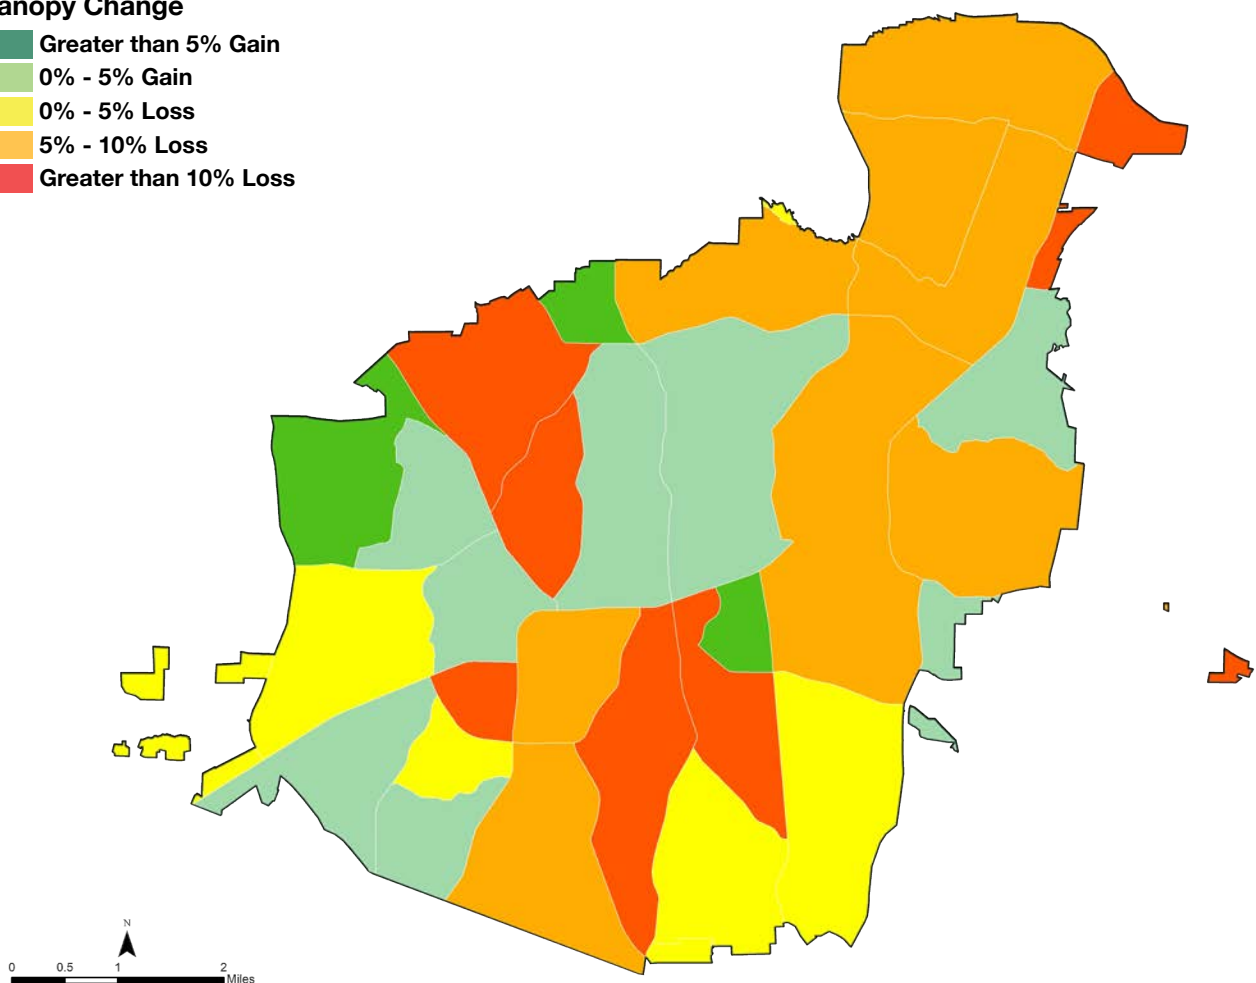 anopy Change
Greater than 5% Gain
0% - 5% Gain
0% - 5% Loss
5% - 10% Loss
Greater than 10% Loss
N
0 0.5 1 2
Miles